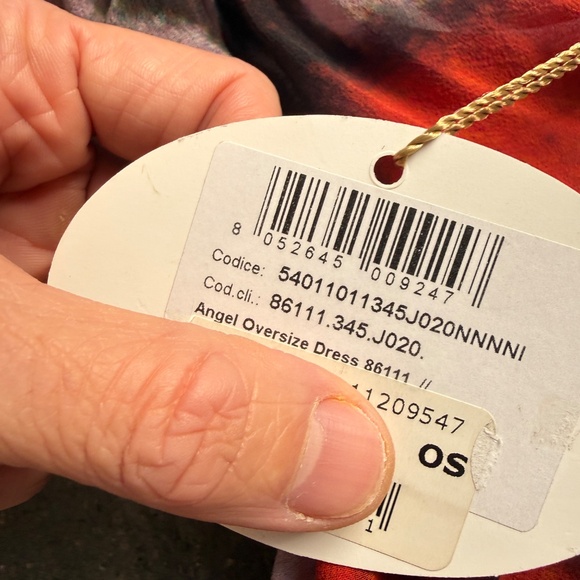 8 052645 009247
Codice: 54011011345J020NNNNI
Cod.cli.: 86111.345.J020.
Angel Oversize Dress 86111 //
11209547
OS
1